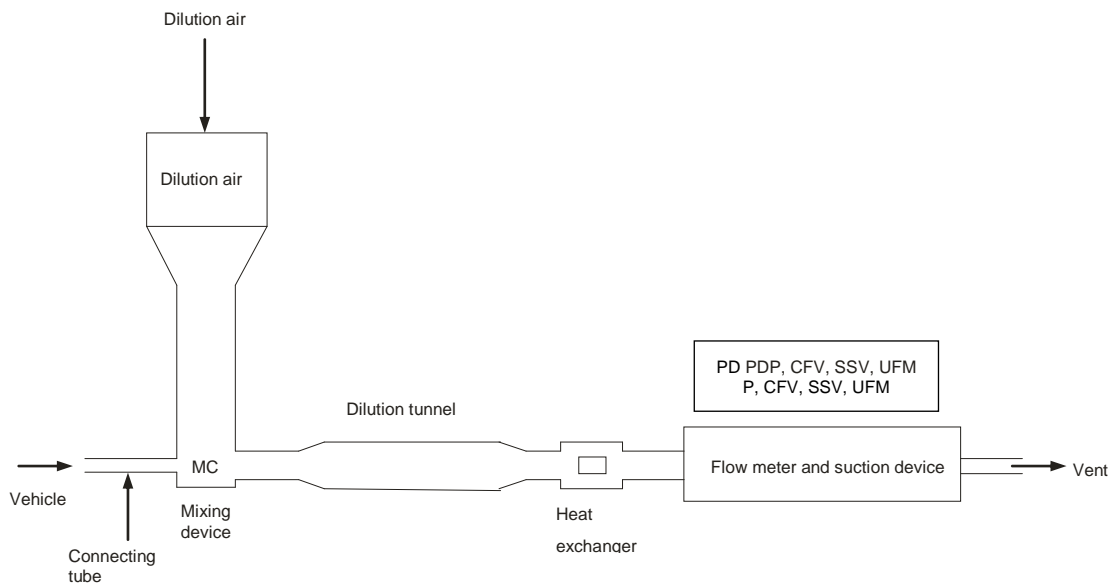 Dilution air
Dilution air
PD PDP, CFV, SSV, UFM
P, CFV, SSV, UFM
Dilution tunnel
MC
Flow meter and suction device
Vent
Vehicle
Mixing
device
Heat
exchanger
Connecting
tube